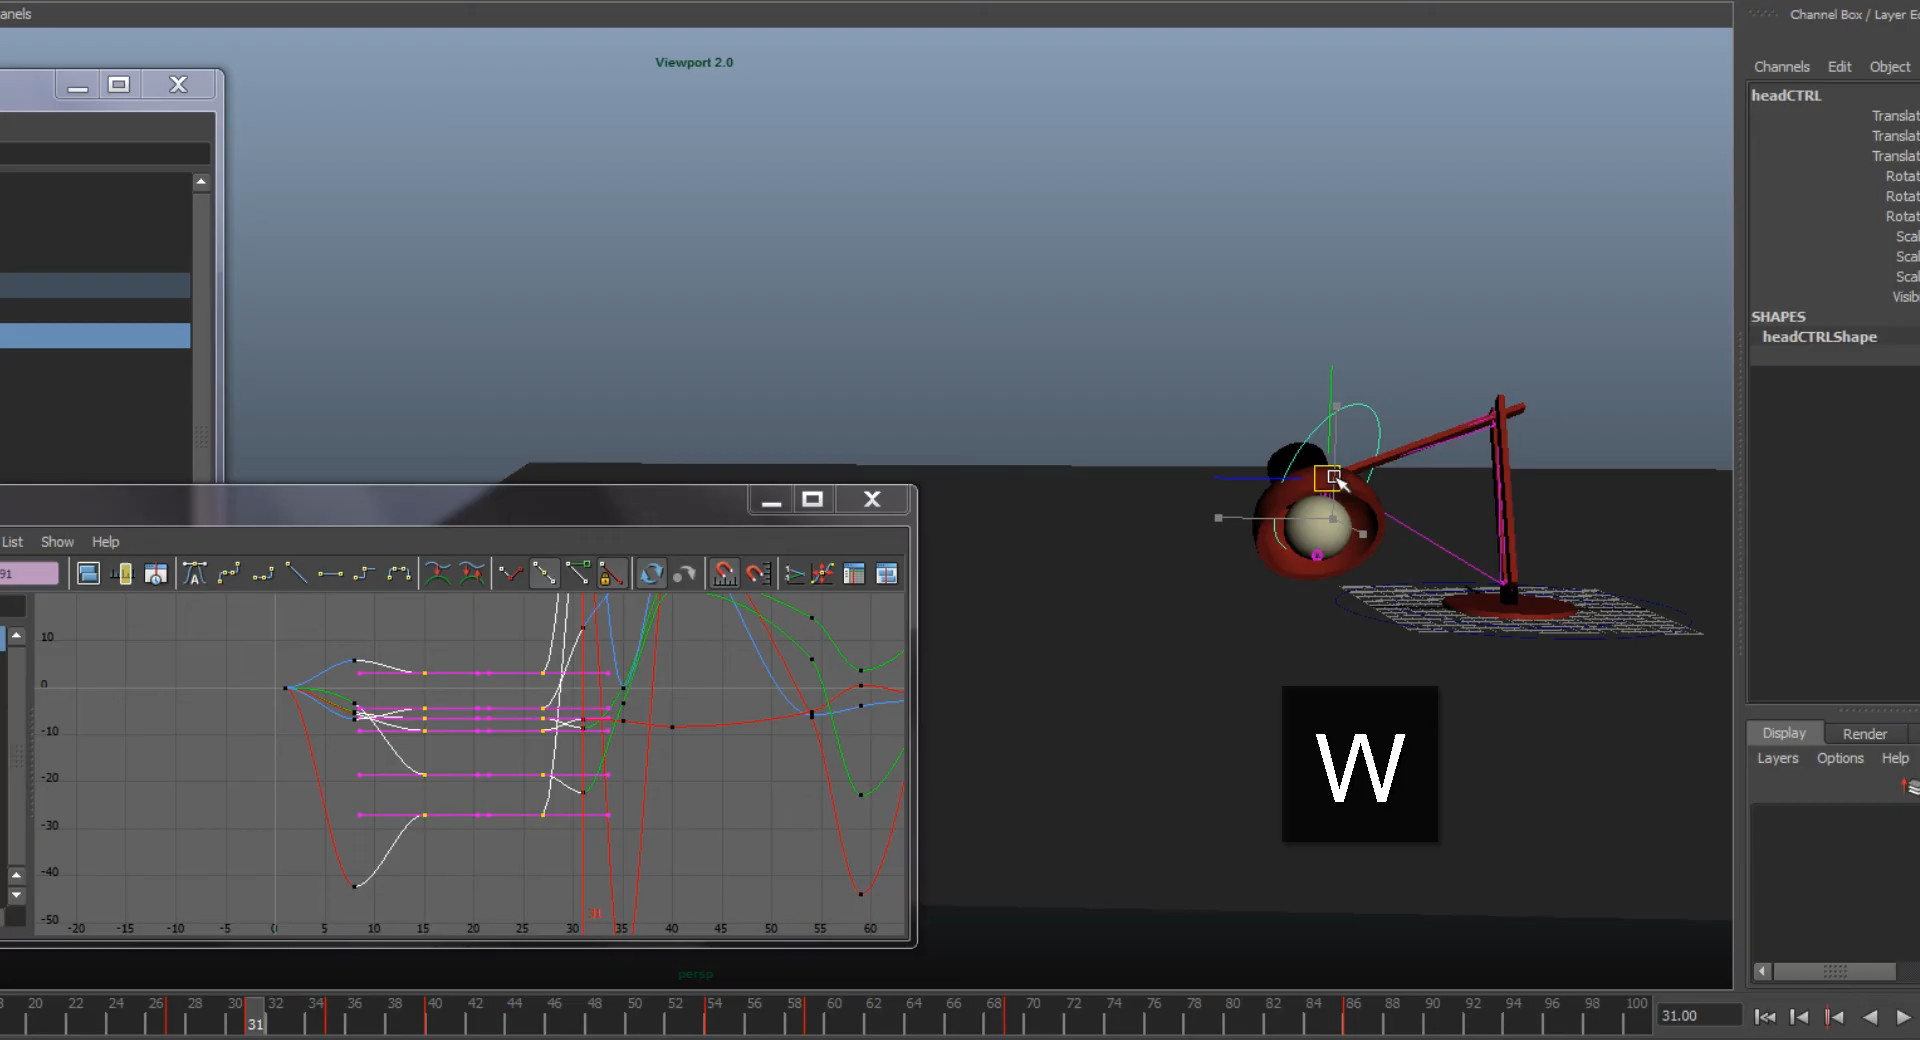 anels
Viewport 2.0
Channel Box / Layer Ed
Channels Edit Object
headCTRL
Translat
Translat
Translat
Rotat
Rotat
Rotat
Scal
Scal
Scal
Visib
SHAPES
headCTRLShape
List Show Help
91
10
0
-10
-20
-30
-40
-50
31
-20 -15 -10 -5 0 5 10 15 20 25 30 35 40 45 50 55 60
W
persp
Display Render
Layers Options Help
20 22 24 26 28 30 32 34 36 38 40 42 44 46 48 50 52 54 56 58 60 62 64 66 68 70 72 74 76 78 80 82 84 86 88 90 92 94 96 98 100
31
31.00